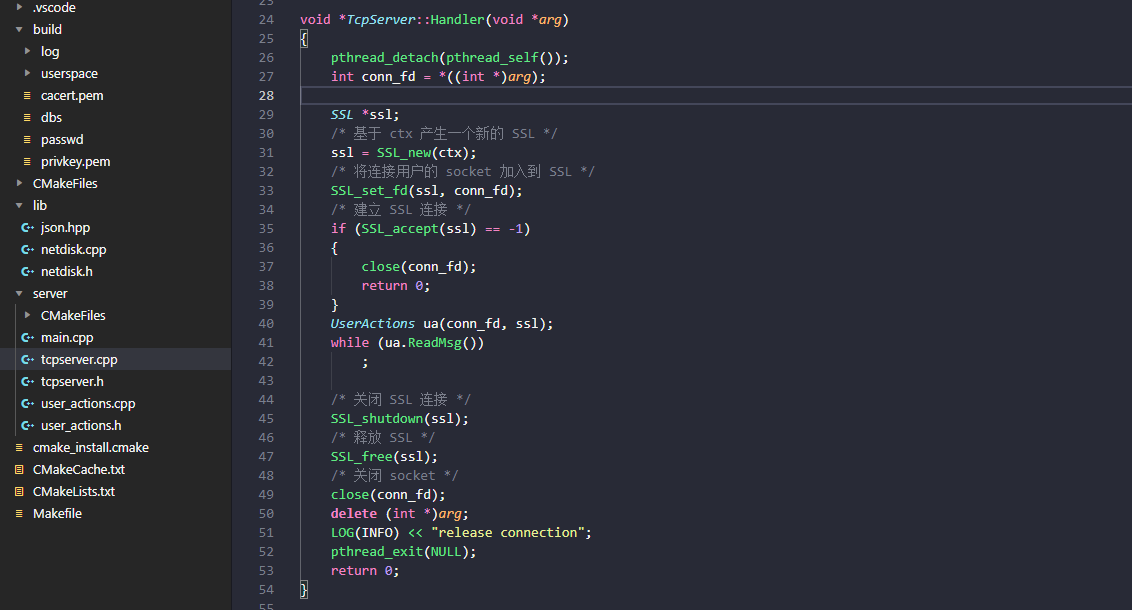 .vscode
build
log
userspace
cacert.pem
dbs
passwd
privkey.pem
CMakeFiles
lib
json.hpp
netdisk.cpp
netdisk.h
server
CMakeFiles
main.cpp
tcpserver.cpp
tcpserver.h
user_actions.cpp
user_actions.h
cmake_install.cmake
CMakeCache.txt
CMakeLists.txt
Makefile
23
24 void *TcpServer::Handler(void *arg)
25 {
26 pthread_detach(pthread_self());
27 int conn_fd = *((int *)arg);
28
29 SSL *ssl;
30 /* 基于 ctx 产生一个新的 SSL */
31 ssl = SSL_new(ctx);
32 /* 将连接用户的 socket 加入到 SSL */
33 SSL_set_fd(ssl, conn_fd);
34 /* 建立 SSL 连接 */
35 if (SSL_accept(ssl) == -1)
36 {
37 close(conn_fd);
38 return 0;
39 }
40 UserActions ua(conn_fd, ssl);
41 while (ua.ReadMsg())
42 ;
43
44 /* 关闭 SSL 连接 */
45 SSL_shutdown(ssl);
46 /* 释放 SSL */
47 SSL_free(ssl);
48 /* 关闭 socket */
49 close(conn_fd);
50 delete (int *)arg;
51 LOG(INFO) << "release connection";
52 pthread_exit(NULL);
53 return 0;
54 }
55